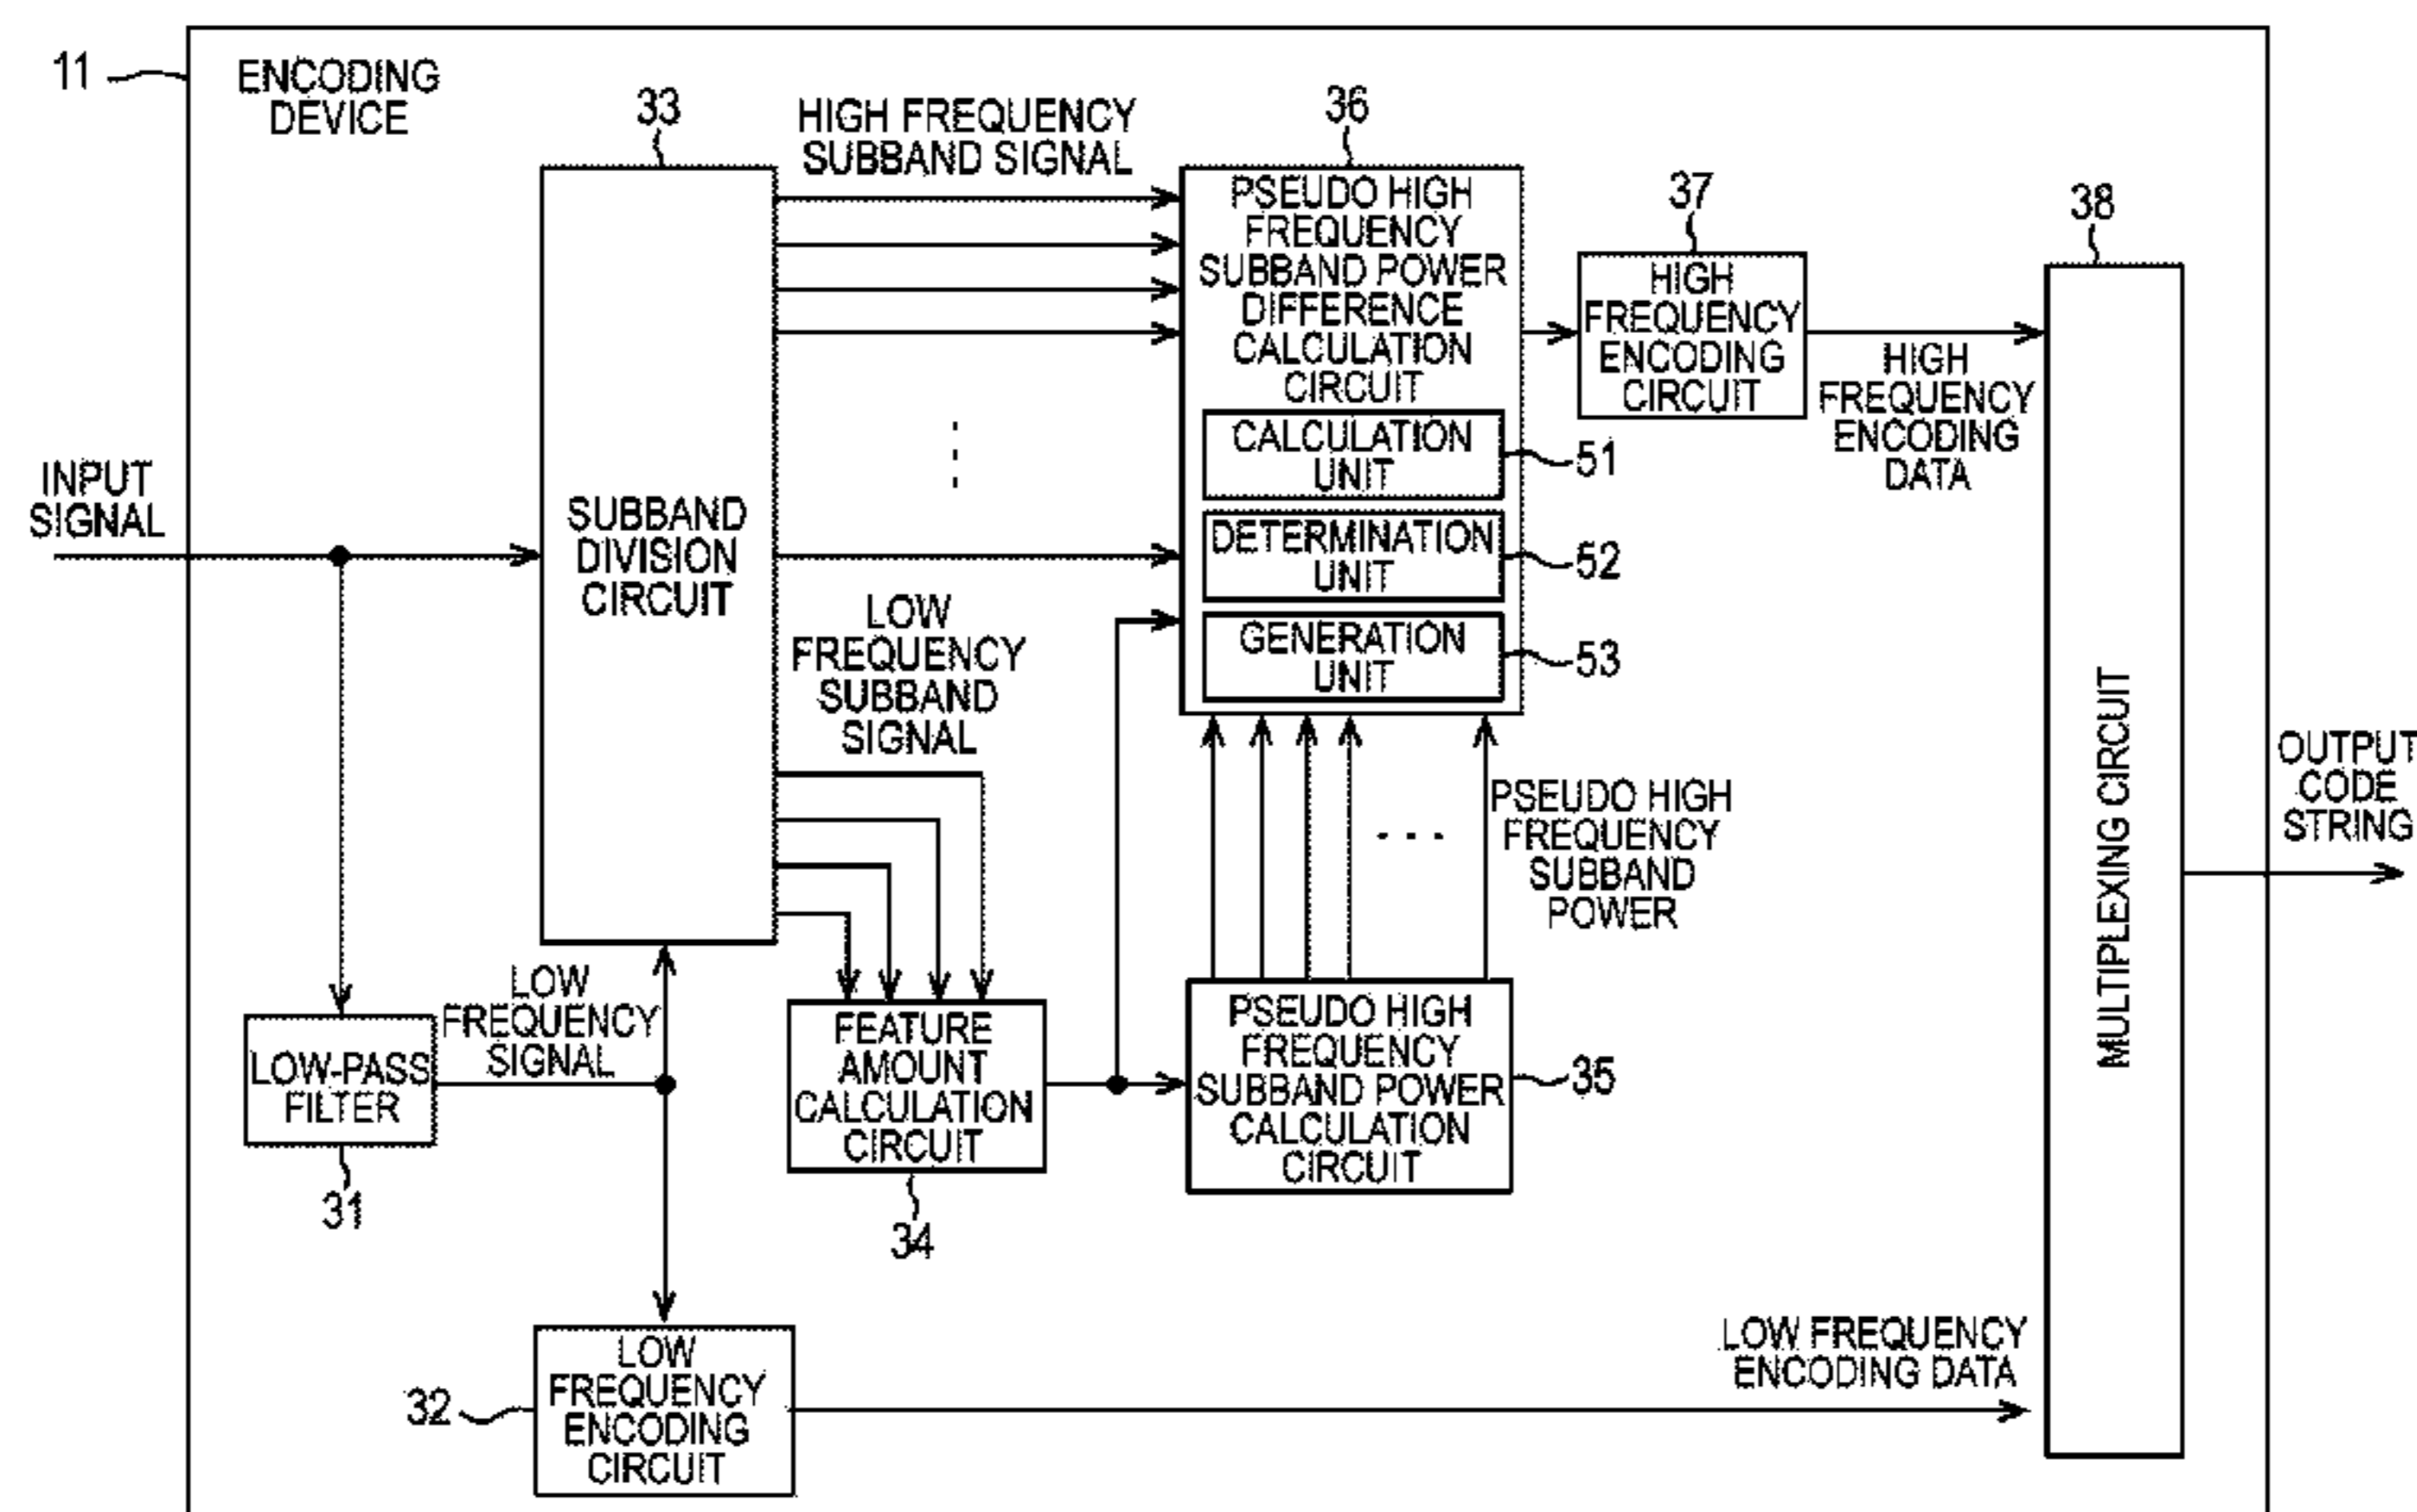 11
ENCODING
DEVICE
33
HIGH FREQUENCY
SUBBAND SIGNAL
36
PSEUDO HIGH
FREQUENCY
SUBBAND POWER
DIFFERENCE
CALCULATION
CIRCUIT
37
HIGH
FREQUENCY
ENCODING
CIRCUIT
38
HIGH
FREQUENCY
ENCODING
DATA
CALCULATION
UNIT
51
INPUT
SIGNAL
SUBBAND
DIVISION
CIRCUIT
DETERMINATION
UNIT
52
LOW
FREQUENCY
SUBBAND
SIGNAL
GENERATION
UNIT
53
MULTIPLEXING CIRCUIT
OUTPUT
CODE
STRING
PSEUDO HIGH
FREQUENCY
SUBBAND
POWER
LOW
FREQUENCY
SIGNAL
LOW-PASS
FILTER
31
FEATURE
AMOUNT
CALCULATION
CIRCUIT
34
PSEUDO HIGH
FREQUENCY
SUBBAND POWER
CALCULATION
CIRCUIT
35
LOW
FREQUENCY
ENCODING
CIRCUIT
32
LOW FREQUENCY
ENCODING DATA